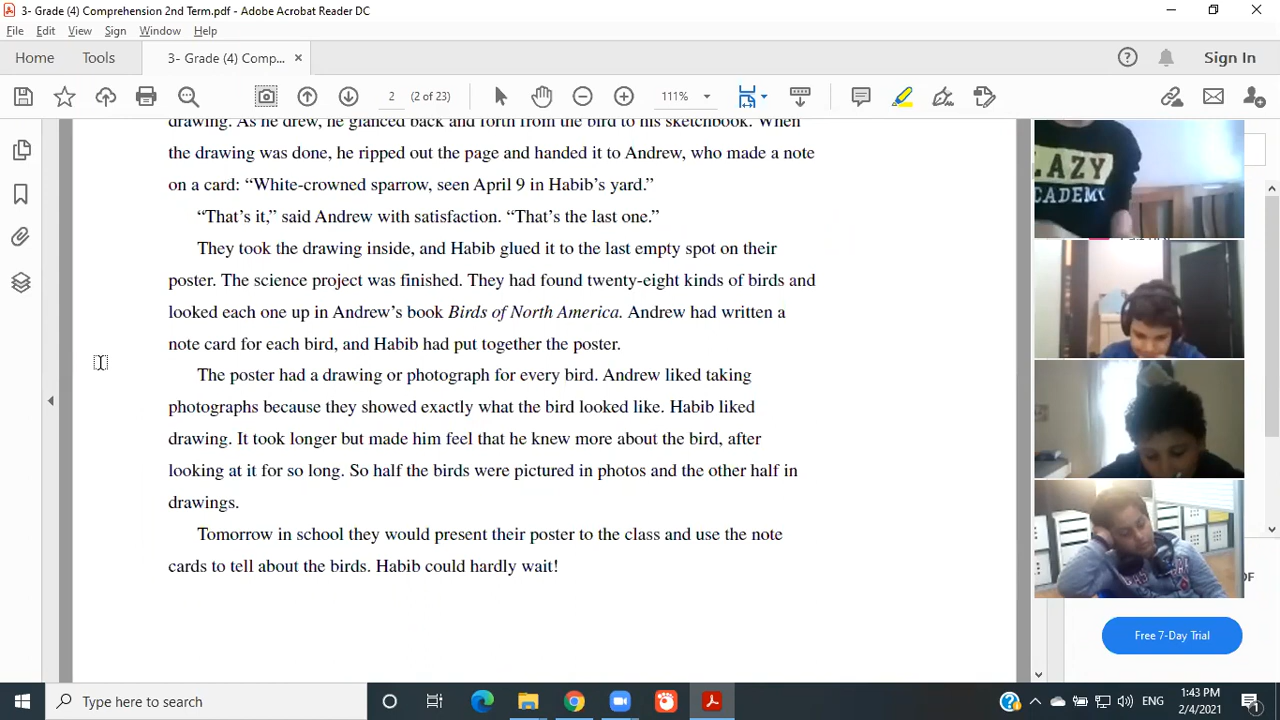 3- Grade (4) Comprehension 2nd Term.pdf - Adobe Acrobat Reader DC
File Edit View Sign Window Help
Home Tools 3- Grade (4) Comp... × Sign In
2 (2 of 23) 111%
drawing. As he drew, he glanced back and forth from the bird to his sketchbook. When
the drawing was done, he ripped out the page and handed it to Andrew, who made a note
on a card: “White-crowned sparrow, seen April 9 in Habib’s yard.”
“That’s it,” said Andrew with satisfaction. “That’s the last one.”
They took the drawing inside, and Habib glued it to the last empty spot on their
poster. The science project was finished. They had found twenty-eight kinds of birds and
looked each one up in Andrew’s book Birds of North America. Andrew had written a
note card for each bird, and Habib had put together the poster.
The poster had a drawing or photograph for every bird. Andrew liked taking
photographs because they showed exactly what the bird looked like. Habib liked
drawing. It took longer but made him feel that he knew more about the bird, after
looking at it for so long. So half the birds were pictured in photos and the other half in
drawings.
Tomorrow in school they would present their poster to the class and use the note
cards to tell about the birds. Habib could hardly wait!
LAZY
ACADEMY
DF
Free 7-Day Trial
Type here to search
ENG
1:43 PM
2/4/2021
1